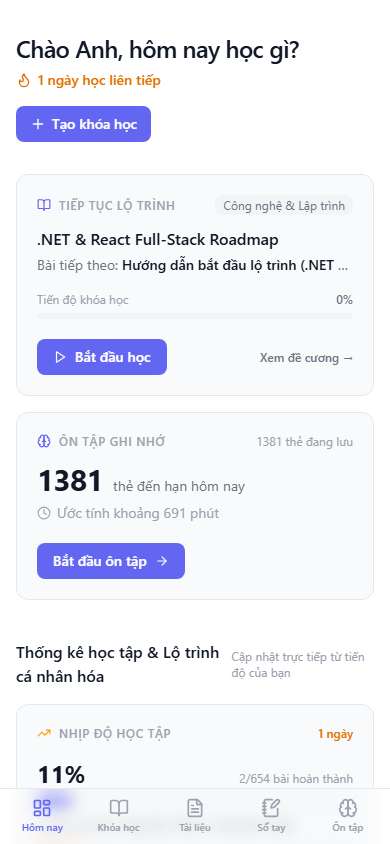 Chào Anh, hôm nay học gì?
1 ngày học liên tiếp
+ Tạo khóa học
TIẾP TỤC LỘ TRÌNH
Công nghệ & Lập trình
.NET & React Full-Stack Roadmap
Bài tiếp theo: Hướng dẫn bắt đầu lộ trình (.NET ...
Tiến độ khóa học
0%
Bắt đầu học
Xem đề cương →
ÔN TẬP GHI NHỚ
1381 thẻ đang lưu
1381 thẻ đến hạn hôm nay
Ước tính khoảng 691 phút
Bắt đầu ôn tập →
Thống kê học tập & Lộ trình
cá nhân hóa
Cập nhật trực tiếp từ tiến
độ của bạn
NHỊP ĐỘ HỌC TẬP
1 ngày
11%
2/654 bài hoàn thành
Hôm nay
Khóa học
Tài liệu
Sổ tay
Ôn tập